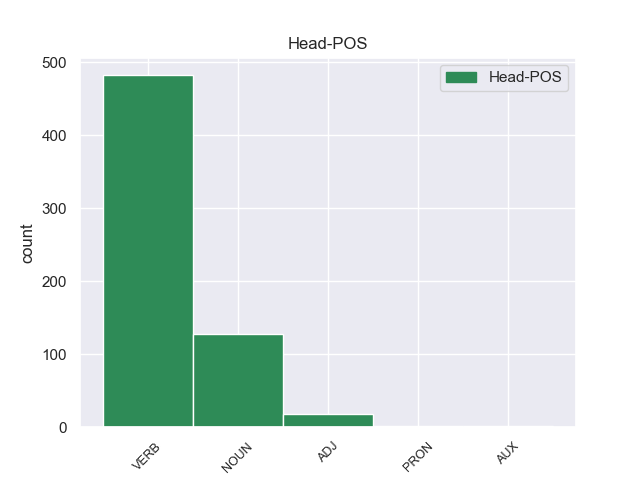 Head-POS
Head-POS
500
400
300
200
100
0
count
VERB
NOUN
ADJ
PRON
AUX